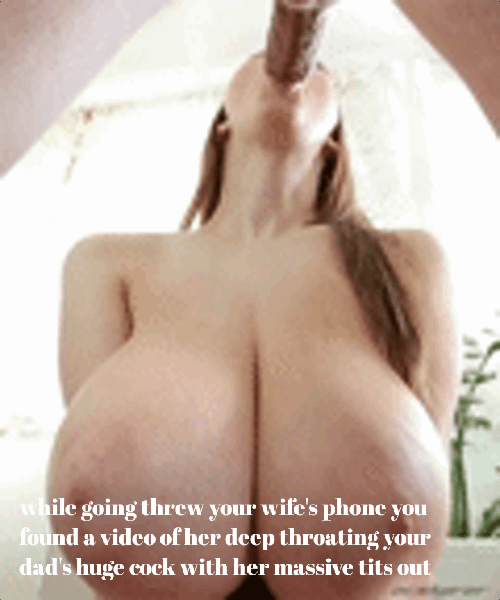 while going threw your wife's phone you
found a video of her deep throating your
dad's huge cock with her massive tits out